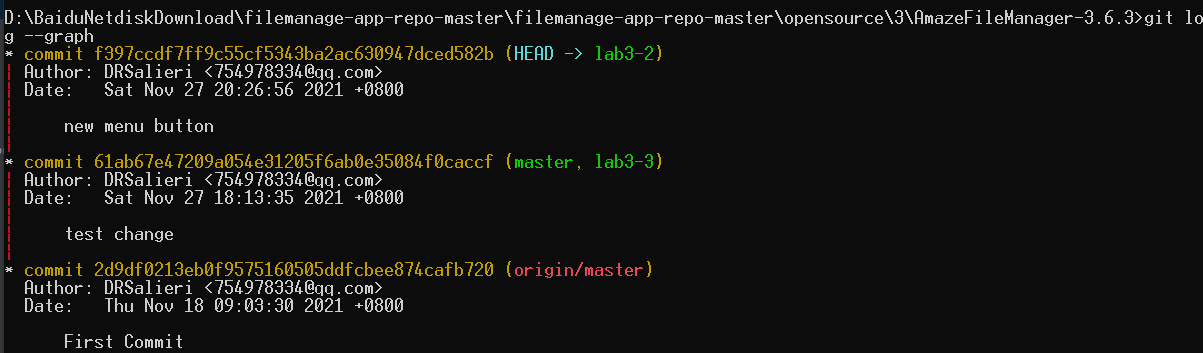 D:\BaiduNetdiskDownload\filemanage-app-repo-master\filemanage-app-repo-master\opensource\3\AmazeFileManager-3.6.3>git lo
g --graph
* commit f397ccdf7ff9c55cf5343ba2ac630947dced582b (HEAD -> lab3-2)
| Author: DRSalieri <754978334@qq.com>
| Date:   Sat Nov 27 20:26:56 2021 +0800
|
|     new menu button
|
* commit 61ab67e47209a054e31205f6ab0e35084f0caccf (master, lab3-3)
| Author: DRSalieri <754978334@qq.com>
| Date:   Sat Nov 27 18:13:35 2021 +0800
|
|     test change
|
* commit 2d9df0213eb0f9575160505ddfcbee874cafb720 (origin/master)
  Author: DRSalieri <754978334@qq.com>
  Date:   Thu Nov 18 09:03:30 2021 +0800

      First Commit